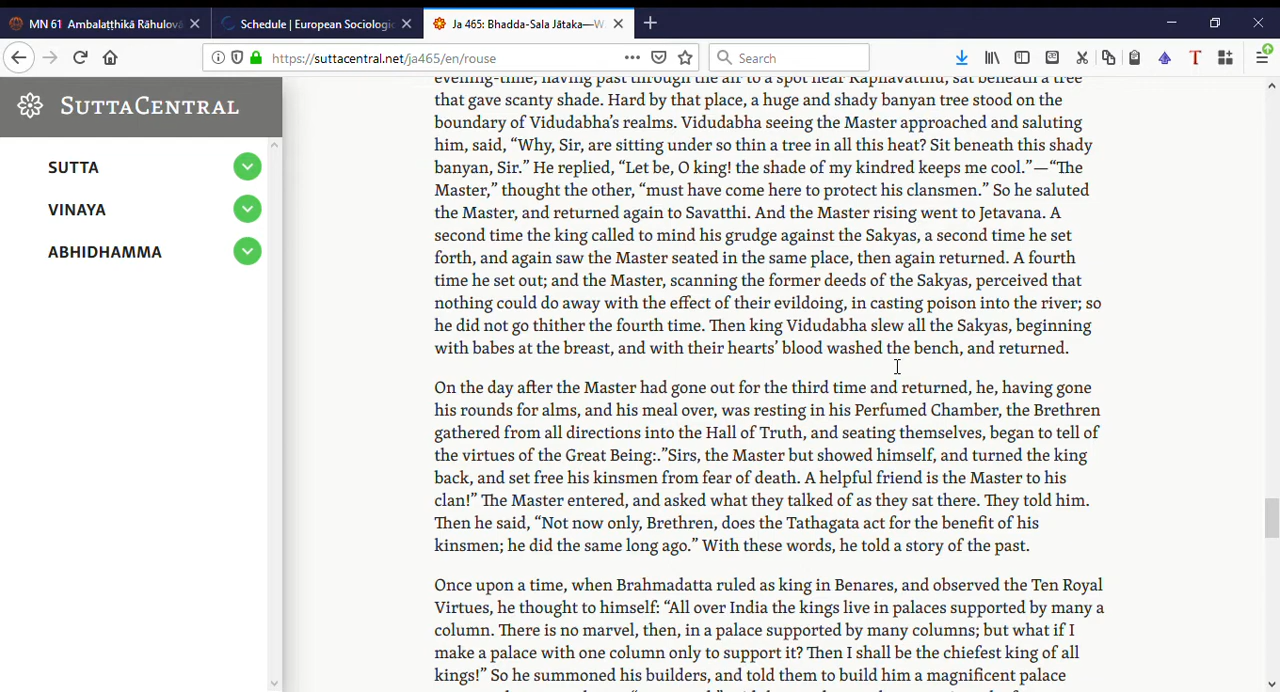 MN 61 Ambalaṭṭhikā Rāhulová
Schedule | European Sociologic
Ja 465: Bhadda-Sala Jātaka—W
https://suttacentral.net/ja465/en/rouse
Search
SUTTACENTRAL
SUTTA
VINAYA
ABHIDHAMMA
evening-time, having past through the air to a spot near Kapilavatthu, sat beneath a tree
that gave scanty shade. Hard by that place, a huge and shady banyan tree stood on the
boundary of Vidudabha’s realms. Vidudabha seeing the Master approached and saluting
him, said, “Why, Sir, are sitting under so thin a tree in all this heat? Sit beneath this shady
banyan, Sir.” He replied, “Let be, O king! the shade of my kindred keeps me cool.”—“The
Master,” thought the other, “must have come here to protect his clansmen.” So he saluted
the Master, and returned again to Savatthi. And the Master rising went to Jetavana. A
second time the king called to mind his grudge against the Sakyas, a second time he set
forth, and again saw the Master seated in the same place, then again returned. A fourth
time he set out; and the Master, scanning the former deeds of the Sakyas, perceived that
nothing could do away with the effect of their evildoing, in casting poison into the river; so
he did not go thither the fourth time. Then king Vidudabha slew all the Sakyas, beginning
with babes at the breast, and with their hearts’ blood washed the bench, and returned.
On the day after the Master had gone out for the third time and returned, he, having gone
his rounds for alms, and his meal over, was resting in his Perfumed Chamber, the Brethren
gathered from all directions into the Hall of Truth, and seating themselves, began to tell of
the virtues of the Great Being:.”Sirs, the Master but showed himself, and turned the king
back, and set free his kinsmen from fear of death. A helpful friend is the Master to his
clan!” The Master entered, and asked what they talked of as they sat there. They told him.
Then he said, “Not now only, Brethren, does the Tathagata act for the benefit of his
kinsmen; he did the same long ago.” With these words, he told a story of the past.
Once upon a time, when Brahmadatta ruled as king in Benares, and observed the Ten Royal
Virtues, he thought to himself: “All over India the kings live in palaces supported by many a
column. There is no marvel, then, in a palace supported by many columns; but what if I
make a palace with one column only to support it? Then I shall be the chiefest king of all
kings!” So he summoned his builders, and told them to build him a magnificent palace